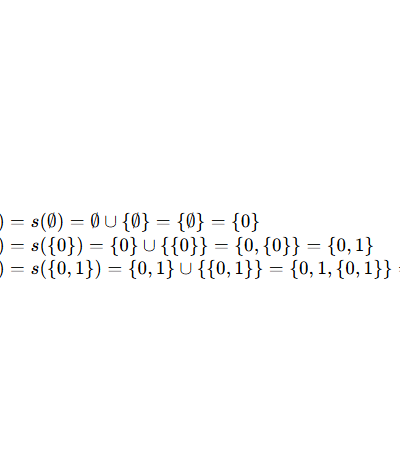 ) = s(∅) = ∅ ∪ {∅} = {∅} = {0}
) = s({0}) = {0} ∪ {{0}} = {0, {0}} = {0, 1}
) = s({0, 1}) = {0, 1} ∪ {{0, 1}} = {0, 1, {0, 1}} =